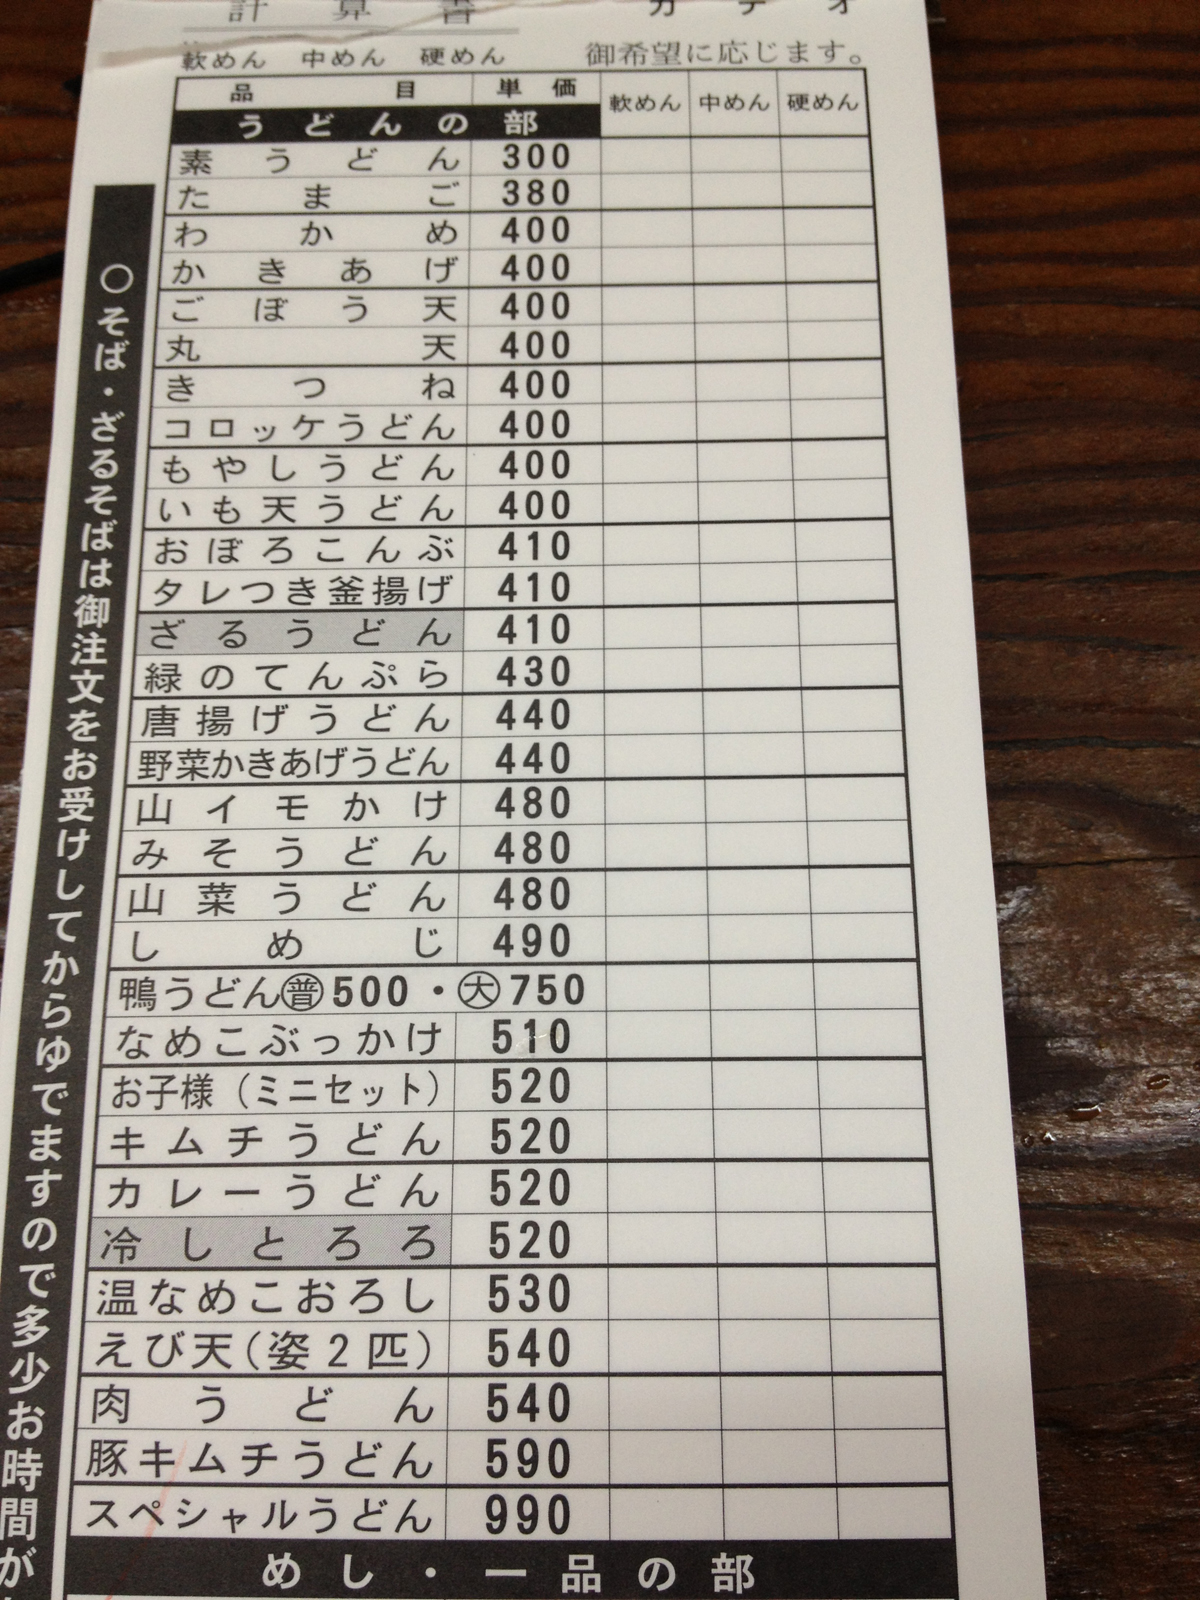 計算書
軟めん 中めん 硬めん 御希望に応じます。
品目 単価 軟めん 中めん 硬めん
うどんの部
素うどん 300
たまご 380
わかめ 400
かきあげ 400
ごぼう天 400
丸天 400
きつね 400
コロッケうどん 400
もやしうどん 400
いも天うどん 400
おぼろこんぶ 410
タレつき釜揚げ 410
ざるうどん 410
緑のてんぷら 430
唐揚げうどん 440
野菜かきあげうどん 440
山イモかけ 480
みそうどん 480
山菜うどん 480
しめじ 490
鴨うどん㊪500・㊅750
なめこぶっかけ 510
お子様(ミニセット) 520
キムチうどん 520
カレーうどん 520
冷しとろろ 520
温なめこおろし 530
えび天(姿2匹) 540
肉うどん 540
豚キムチうどん 590
スペシャルうどん 990
めし・一品の部
○そば・ざるそばは御注文をお受けしてからゆでますので多少お時間が